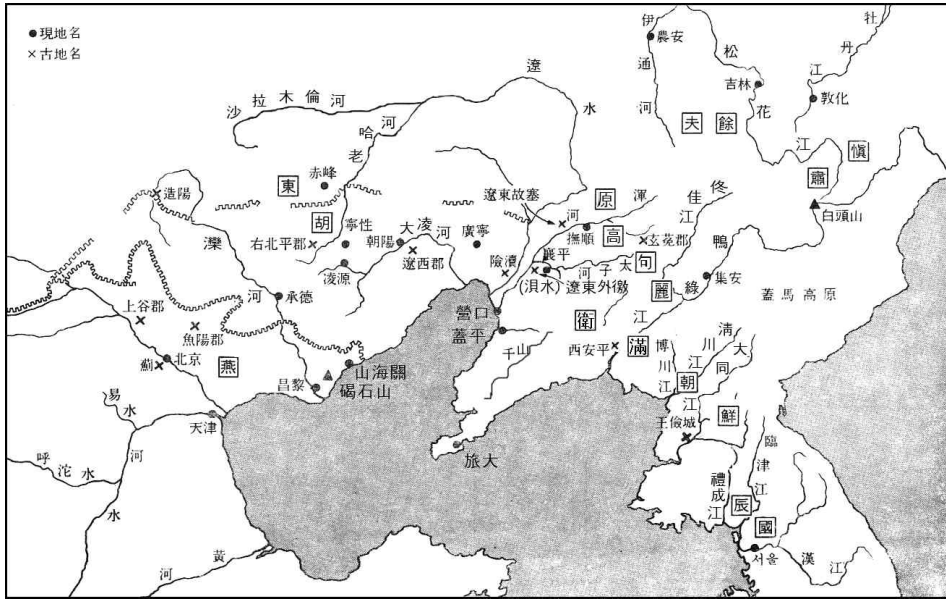 ●現地名
×古地名
沙拉木倫河
遼水
老哈河
伊通河
農安
松花江
吉林
牡丹江
敦化
夫餘
肅愼
白頭山
造陽
東胡
赤峰
寧性
右北平郡
凌源
朝陽
大凌河
遼西郡
廣寧
險瀆
遼東故塞
河
原
渾
撫順
高句麗
玄菟郡
佟佳江
襄平
太子河
(浿水)
遼東外徼
鴨綠江
集安
蓋馬高原
灤河
承德
上谷郡
魚陽郡
薊
北京
燕
昌黎
山海關
碣石山
營口
蓋平
千山
衛滿朝鮮
西安平
博川江
淸川江
大同江
王儉城
易水
天津
呼沱水
河水
黃河
旅大
禮成江
臨津江
辰國
서울
漢江